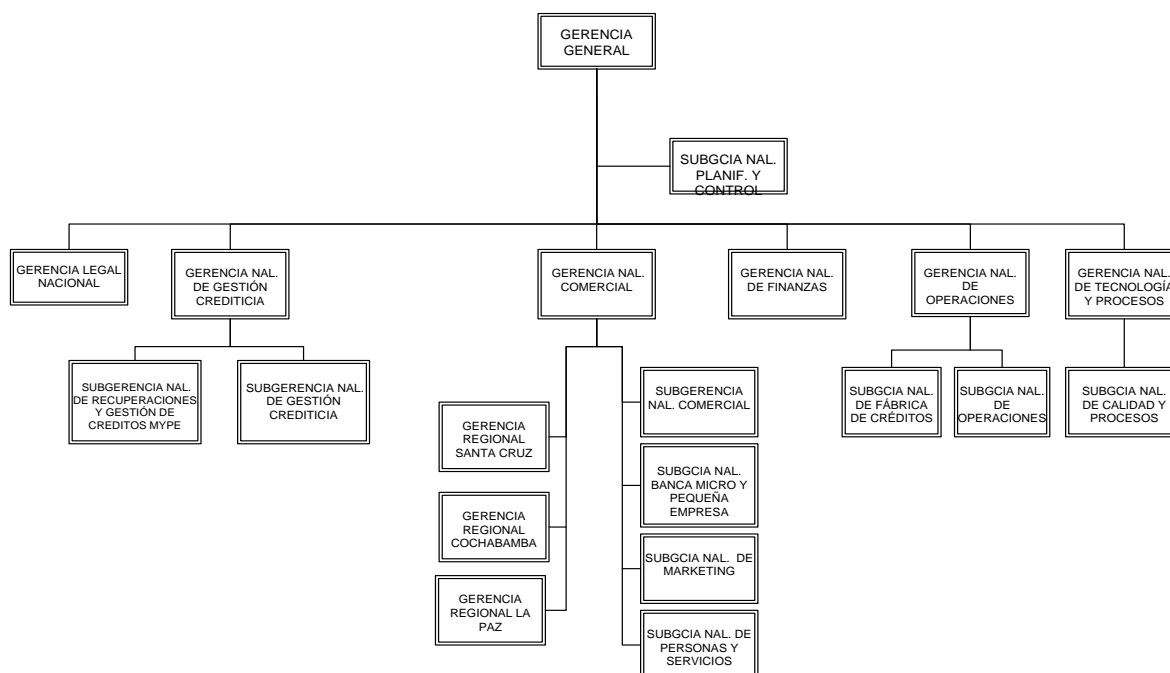 GERENCIA
GENERAL
SUBGCIA NAL.
PLANIF. Y
CONTROL
GERENCIA LEGAL
NACIONAL
GERENCIA NAL.
DE GESTIÓN
CREDITICIA
GERENCIA NAL.
COMERCIAL
GERENCIA NAL.
DE FINANZAS
GERENCIA NAL.
DE
OPERACIONES
GERENCIA NAL.
DE TECNOLOGÍA
Y PROCESOS
SUBGERENCIA NAL.
DE RECUPERACIONES
Y GESTIÓN DE
CREDITOS MYPE
SUBGERENCIA NAL.
DE GESTIÓN
CREDITICIA
GERENCIA
REGIONAL
SANTA CRUZ
GERENCIA
REGIONAL
COCHABAMBA
GERENCIA
REGIONAL LA
PAZ
SUBGERENCIA
NAL. COMERCIAL
SUBGCIA NAL.
BANCA MICRO Y
PEQUEÑA
EMPRESA
SUBGCIA NAL.  DE
MARKETING
SUBGCIA NAL. DE
PERSONAS Y
SERVICIOS
SUBGCIA NAL.
DE FÁBRICA
DE CRÉDITOS
SUBGCIA NAL.
DE
OPERACIONES
SUBGCIA NAL.
DE CALIDAD Y
PROCESOS